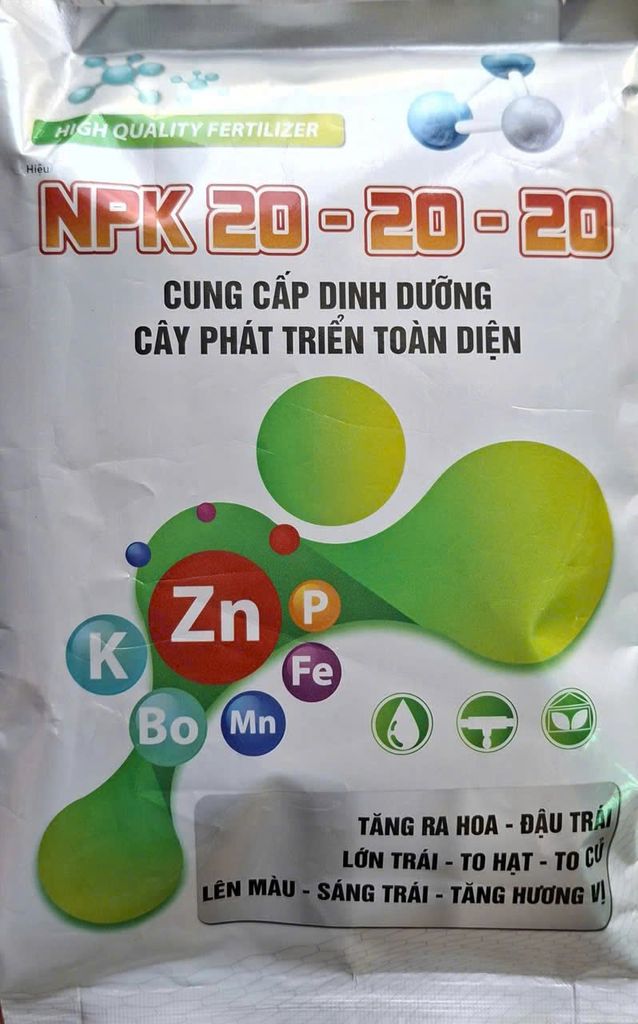 HIGH QUALITY FERTILIZER
Hiệu
NPK 20 - 20 - 20
CUNG CẤP DINH DƯỠNG
CÂY PHÁT TRIỂN TOÀN DIỆN
Zn
P
K
Fe
Bo
Mn
TĂNG RA HOA - ĐẬU TRÁI
LỚN TRÁI - TO HẠT - TO CỦ
LÊN MÀU - SÁNG TRÁI - TĂNG HƯƠNG VỊ